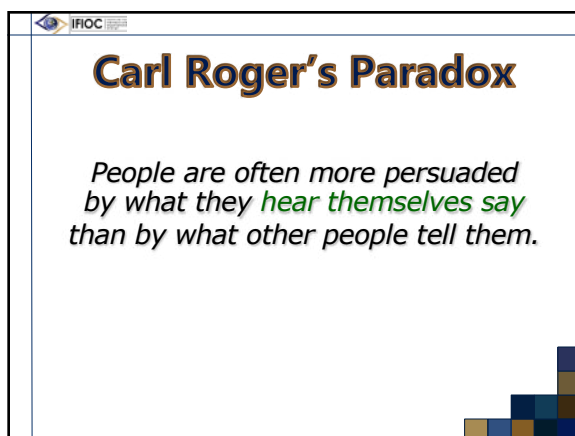 IFIOC
Carl Roger's Paradox
People are often more persuaded
by what they hear themselves say
than by what other people tell them.